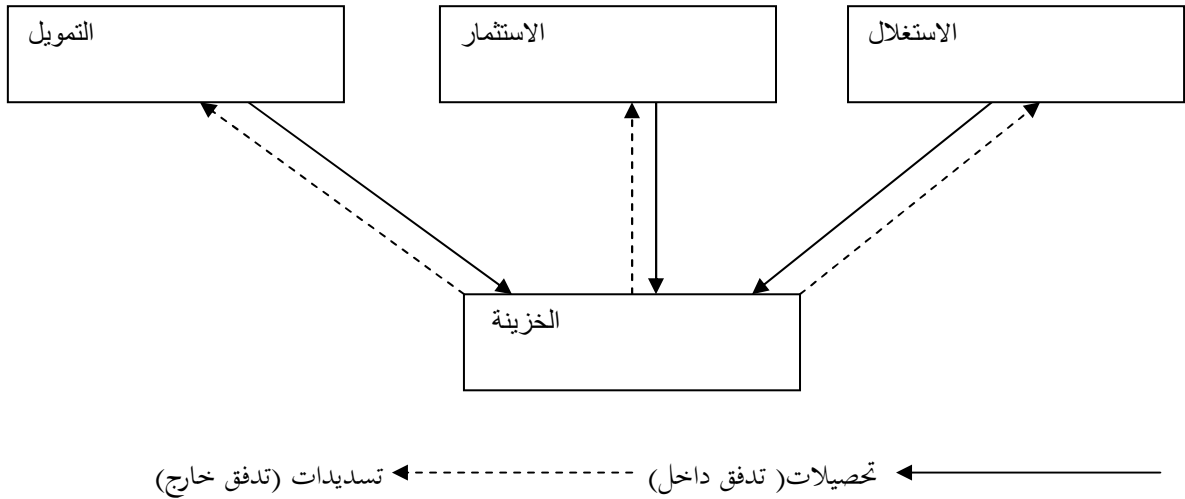 الاستغلال
الاستثمار
التمويل
الخزينة
تحصيلات( تدفق داخل) تسديدات (تدفق خارج)